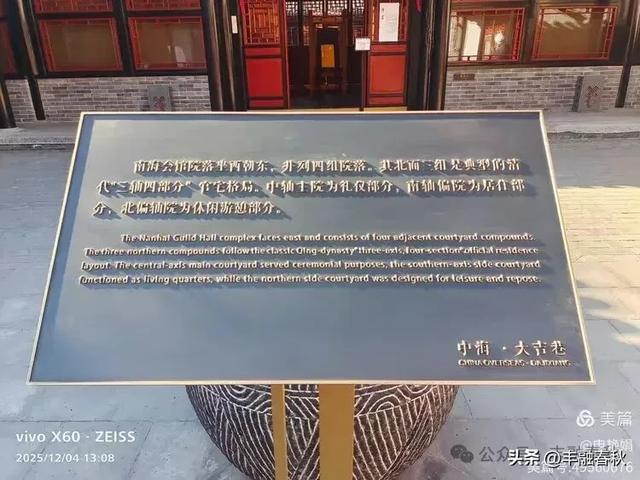 南海会馆院落坐西朝东，并列四组院落。其北面三组是典型的清
代“三轴四部分”官宅格局。中轴主院为礼仪部分，南轴偏院为居住部
分，北偏轴院为休闲游憩部分。
The Nanhai Guild Hall complex faces east and consists of four adjacent courtyard compounds.
The three northern compounds follow the classic Qing-dynasty "three-axis, four-section" official residence
layout. The central-axis main courtyard served ceremonial purposes, the southern-axis side courtyard
functioned as living quarters, while the northern side courtyard was designed for leisure and repose.
中海 · 大吉巷
CHINA OVERSEAS · DAJIXIANG
vivo X60 · ZEISS
2025/12/04 13:08
美篇
公众号
头条 @丰融春秋